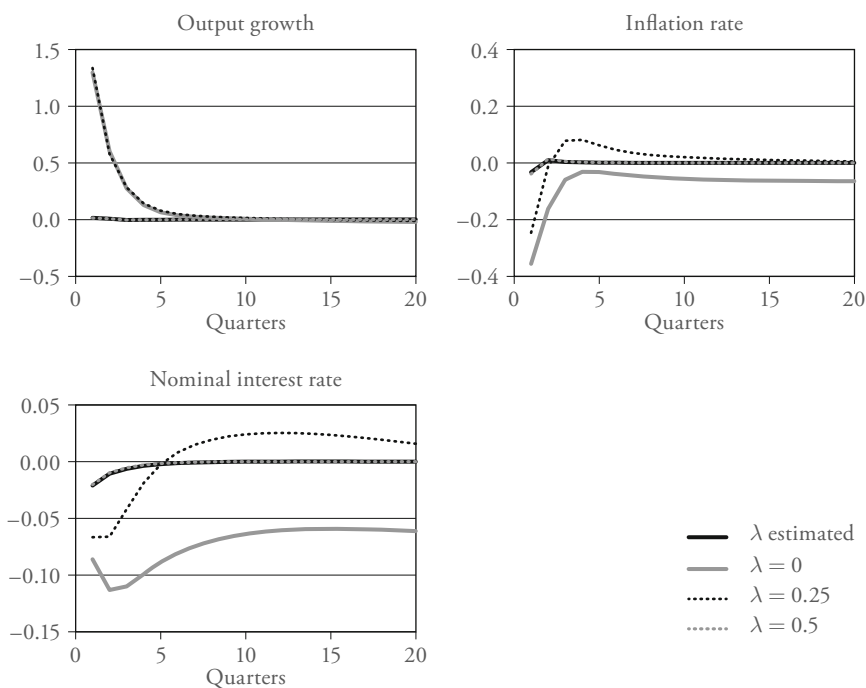 Output growth
1.5
1.0
0.5
0.0
−0.5
0 5 10 15 20
Quarters
Inflation rate
0.4
0.2
0.0
−0.2
−0.4
0 5 10 15 20
Quarters
Nominal interest rate
0.05
0.00
−0.05
−0.10
−0.15
0 5 10 15 20
Quarters
λ estimated
λ = 0
λ = 0.25
λ = 0.5